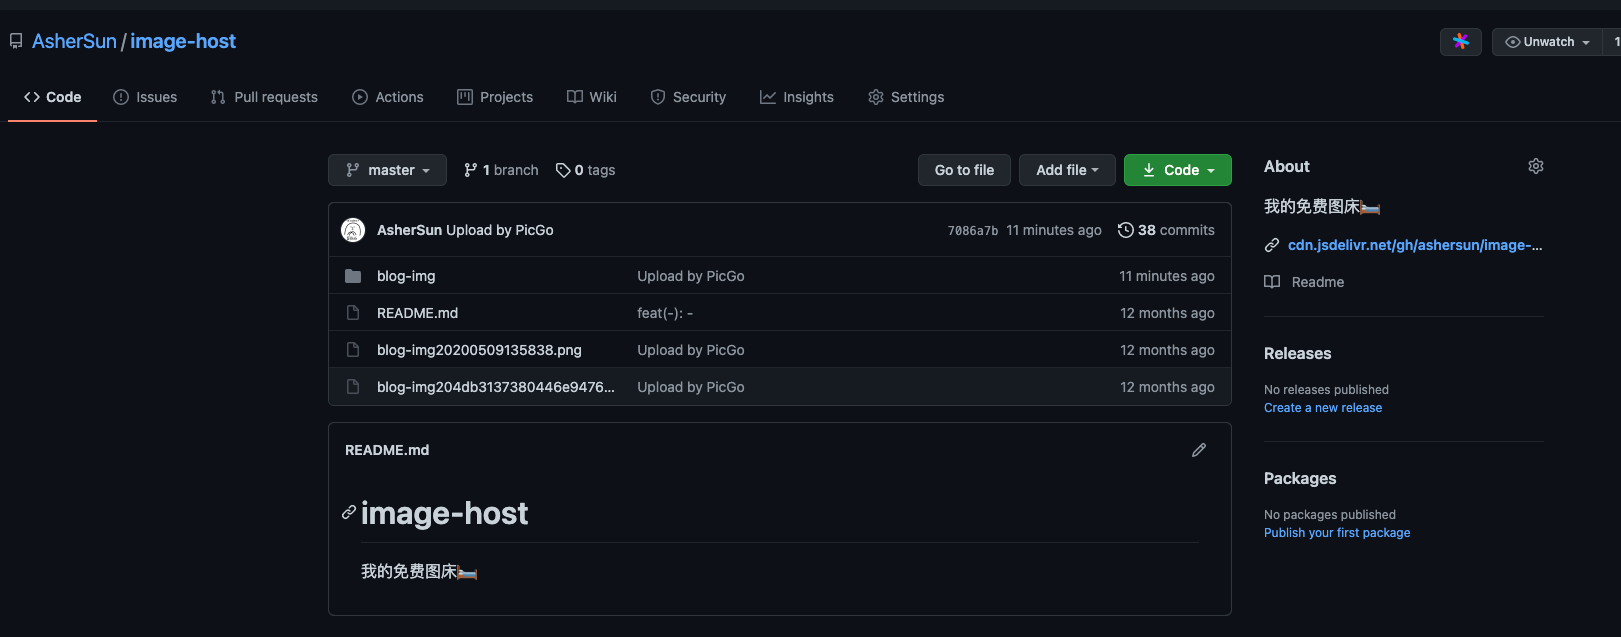 AsherSun / image-host
Unwatch 1
Code Issues Pull requests Actions Projects Wiki Security Insights Settings
master 1 branch 0 tags Go to file Add file Code
AsherSun Upload by PicGo 7086a7b 11 minutes ago 38 commits
blog-img Upload by PicGo 11 minutes ago
README.md feat(-): - 12 months ago
blog-img20200509135838.png Upload by PicGo 12 months ago
blog-img204db3137380446e9476... Upload by PicGo 12 months ago
README.md
image-host
我的免费图床🛏️
About
我的免费图床🛏️
cdn.jsdelivr.net/gh/ashersun/image-...
Readme
Releases
No releases published
Create a new release
Packages
No packages published
Publish your first package